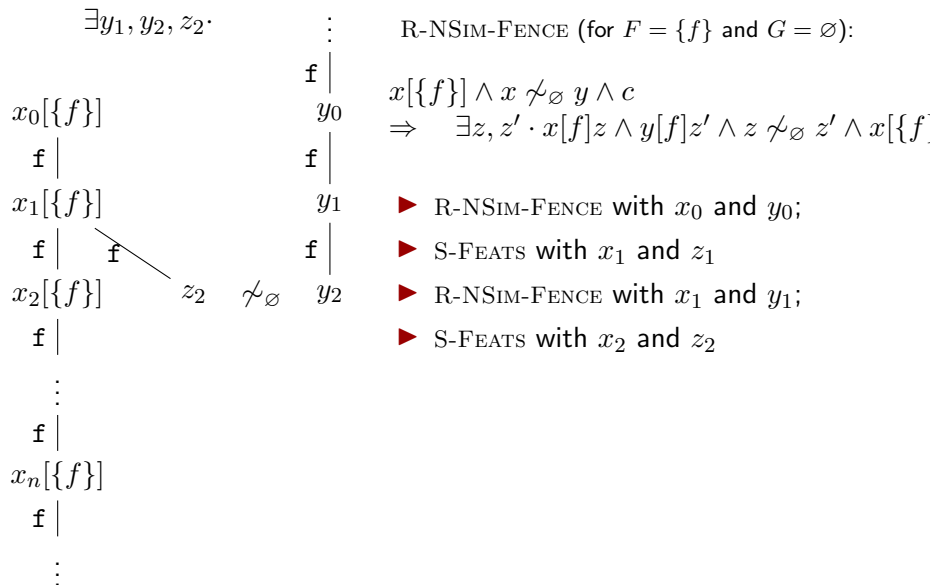 ∃y₁, y₂, z₂·
⋮
f
x₀[{f}]
y₀
f
f
x₁[{f}]
y₁
f
f
f
x₂[{f}]
z₂ ≁∅ y₂
f
⋮
f
xₙ[{f}]
f
⋮
R-NSim-Fence (for F = {f} and G = ∅):
x[{f}] ∧ x ≁∅ y ∧ c
⇒ ∃z, z′ · x[f]z ∧ y[f]z′ ∧ z ≁∅ z′ ∧ x[{f]
▶ R-NSim-Fence with x₀ and y₀;
▶ S-Feats with x₁ and z₁
▶ R-NSim-Fence with x₁ and y₁;
▶ S-Feats with x₂ and z₂